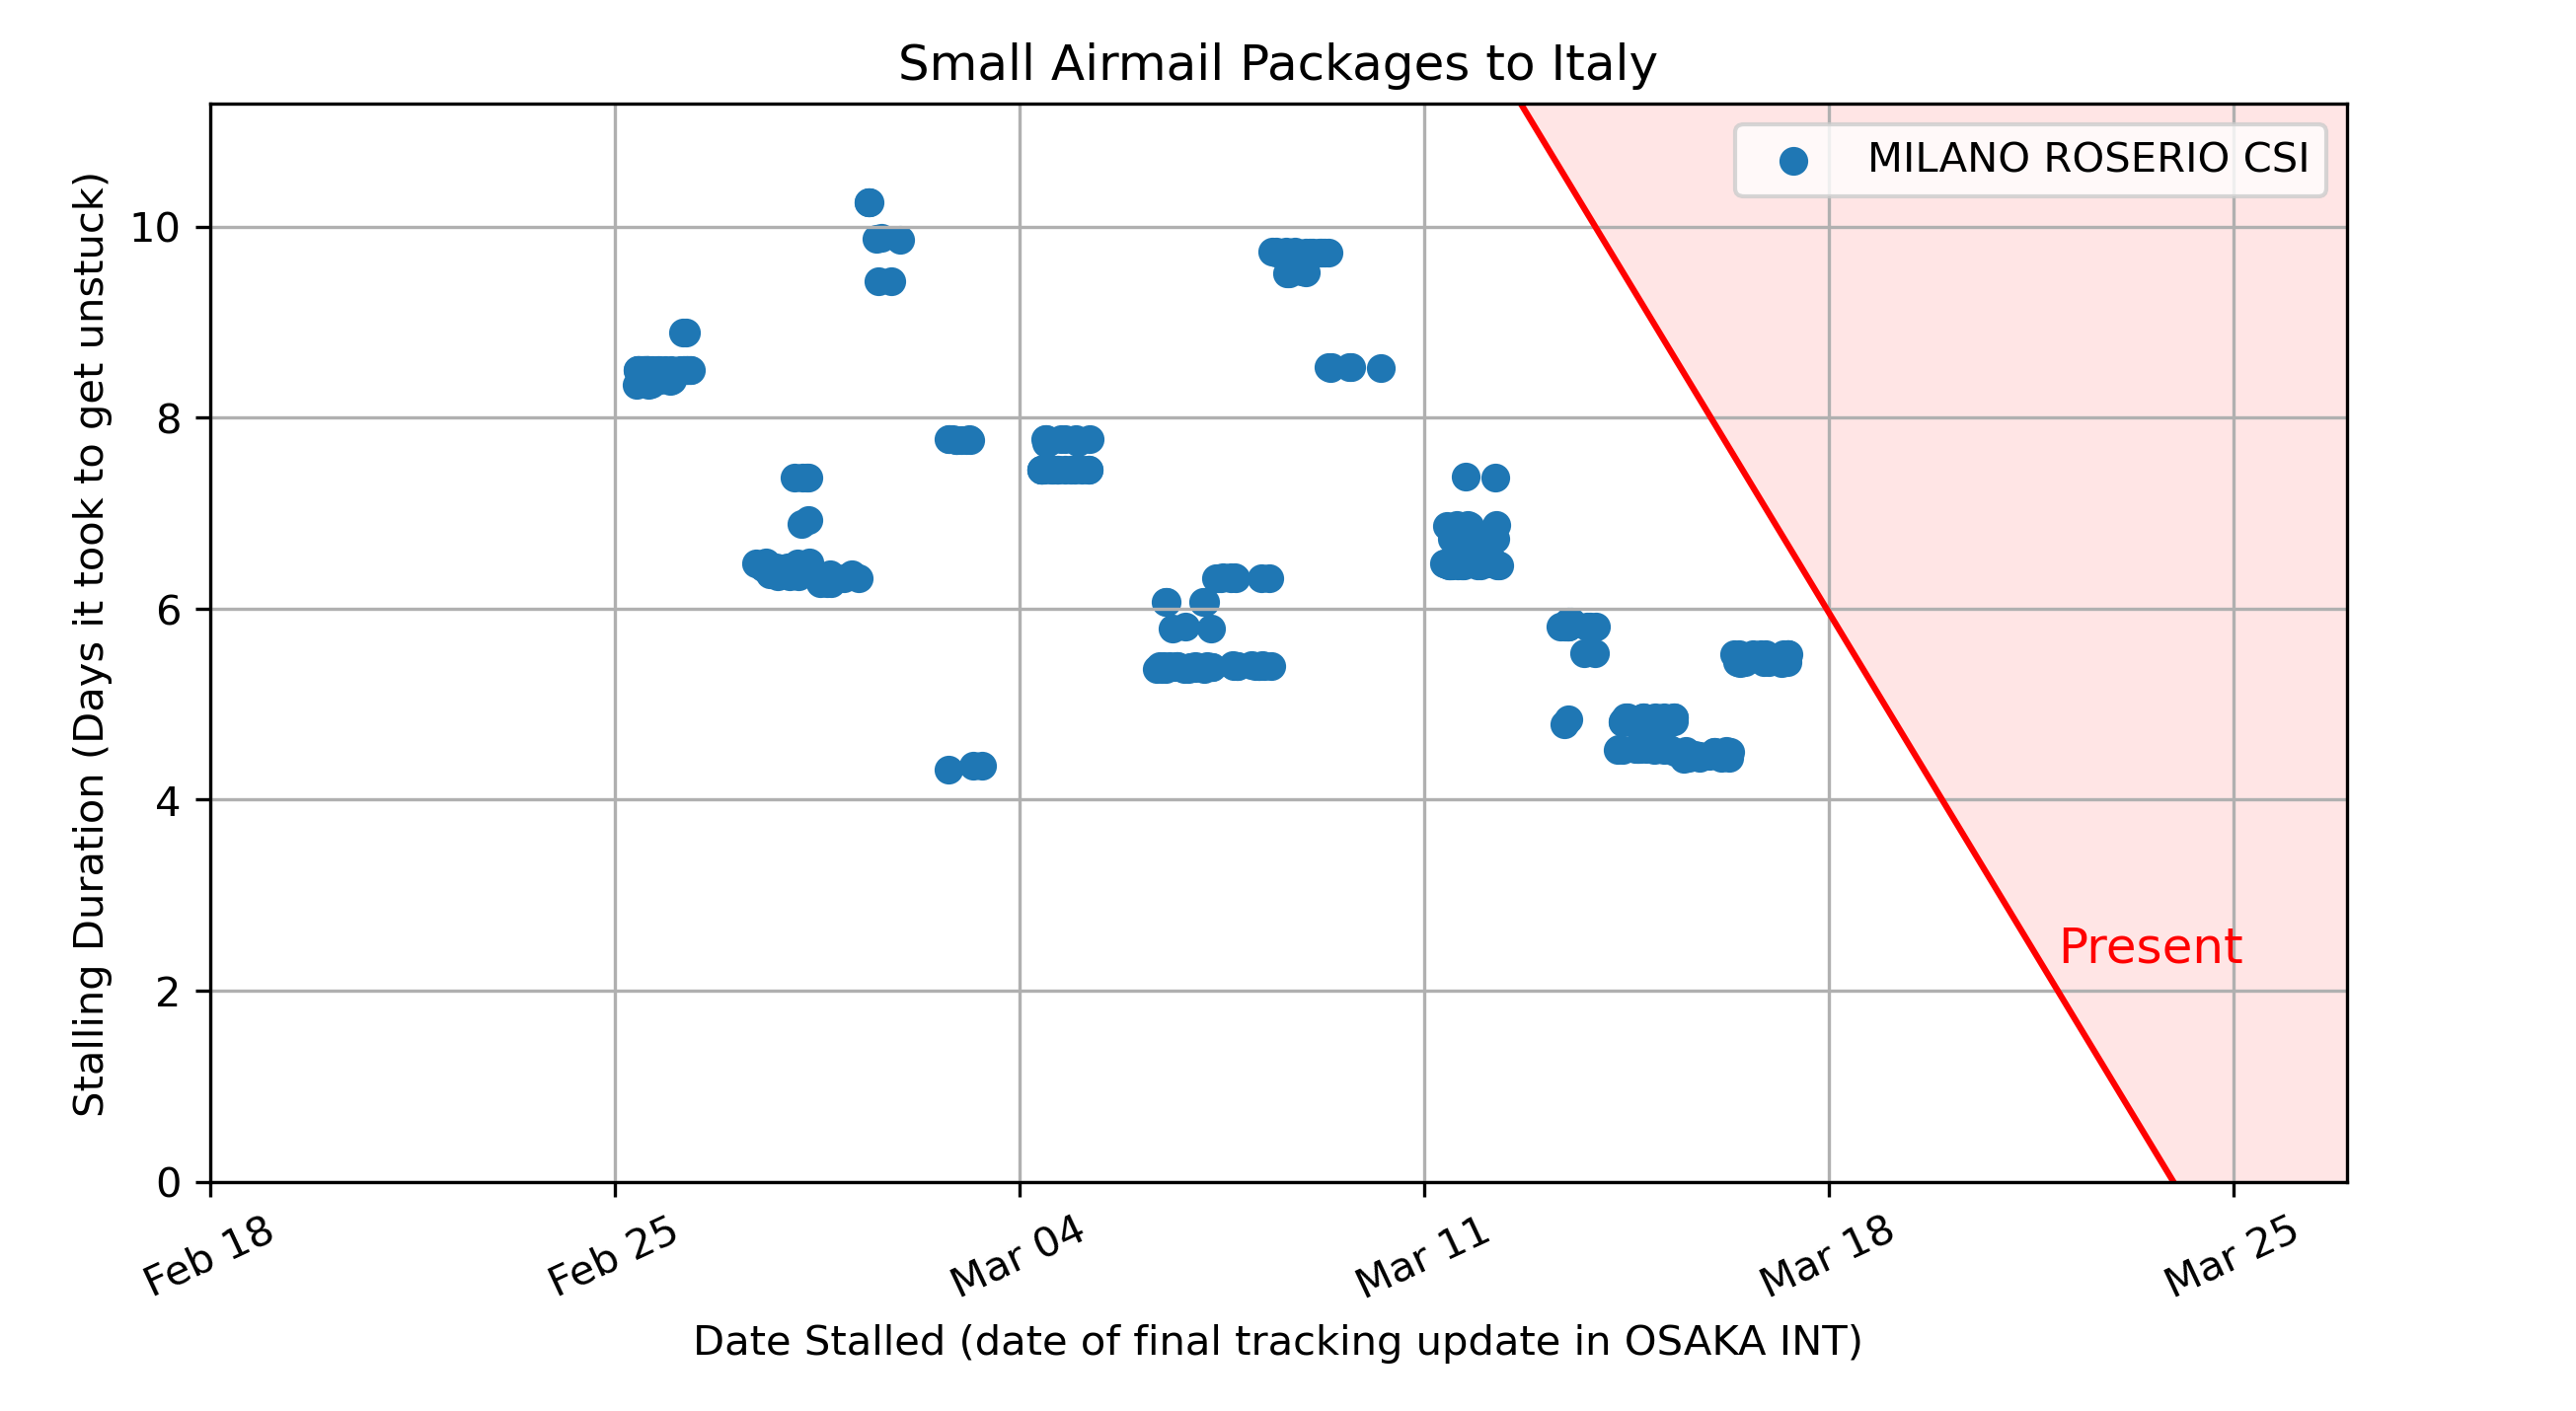 Small Airmail Packages to Italy
MILANO ROSERIO CSI
Stalling Duration (Days it took to get unstuck)
10
8
6
4
2
0
Present
Feb 18
Feb 25
Mar 04
Mar 11
Mar 18
Mar 25
Date Stalled (date of final tracking update in OSAKA INT)